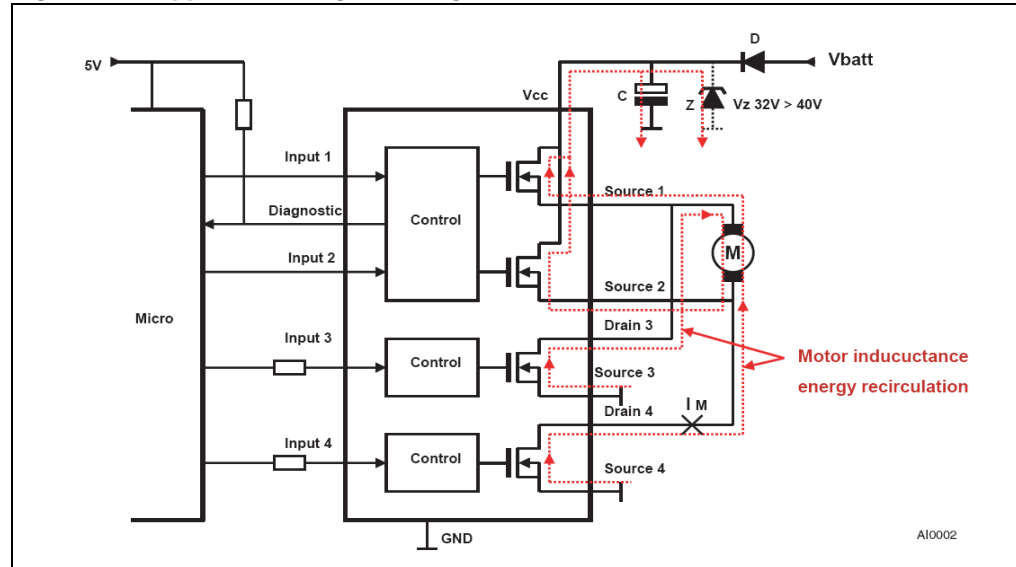 D
5V
Vbatt
Vcc
C
Z
Vz 32V > 40V
Input 1
Source 1
Diagnostic
Control
M
Input 2
Source 2
Micro
Drain 3
Input 3
Control
Source 3
Motor inducuctance
energy recirculation
Drain 4
I M
Input 4
Control
Source 4
GND
AI0002